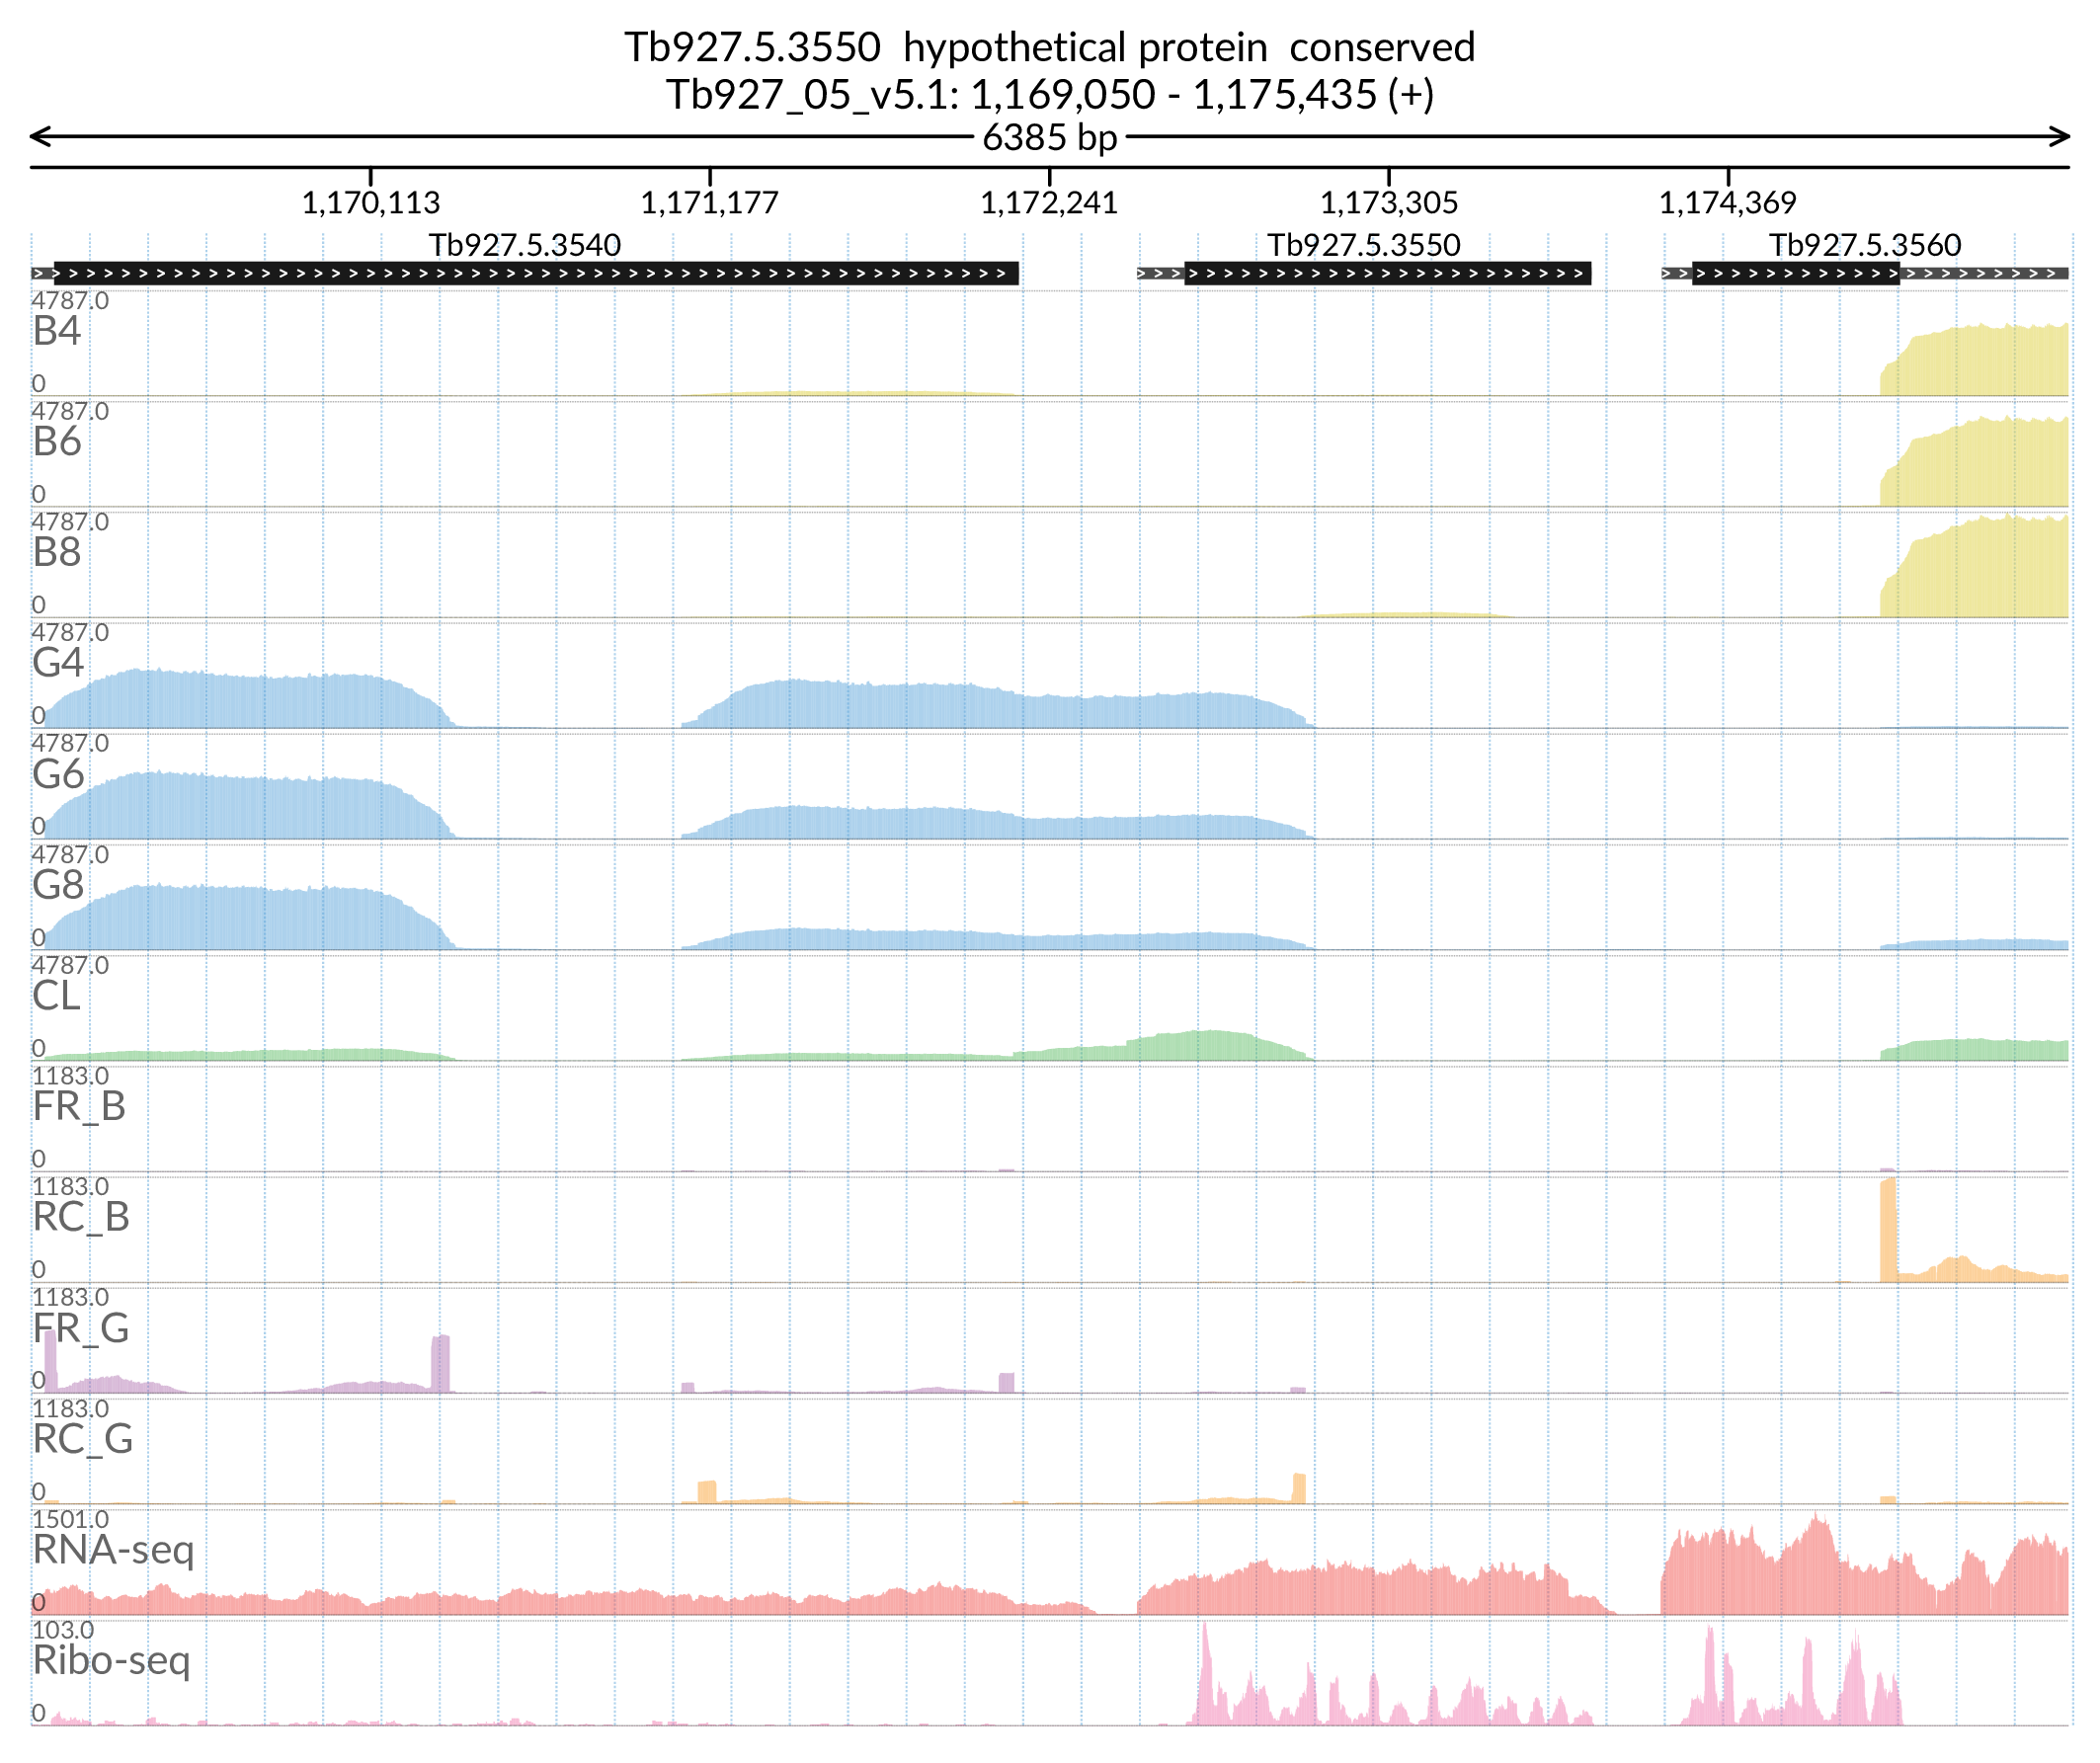 Tb927.5.3550  hypothetical protein  conserved
Tb927_05_v5.1: 1,169,050 - 1,175,435 (+)
6385 bp
1,170,113 1,171,177 1,172,241 1,173,305 1,174,369
Tb927.5.3540 Tb927.5.3550 Tb927.5.3560
4787.0
B4
0
4787.0
B6
0
4787.0
B8
0
4787.0
G4
0
4787.0
G6
0
4787.0
G8
0
4787.0
CL
0
1183.0
FR_B
0
1183.0
RC_B
0
1183.0
FR_G
0
1183.0
RC_G
0
1501.0
RNA-seq
0
103.0
Ribo-seq
0